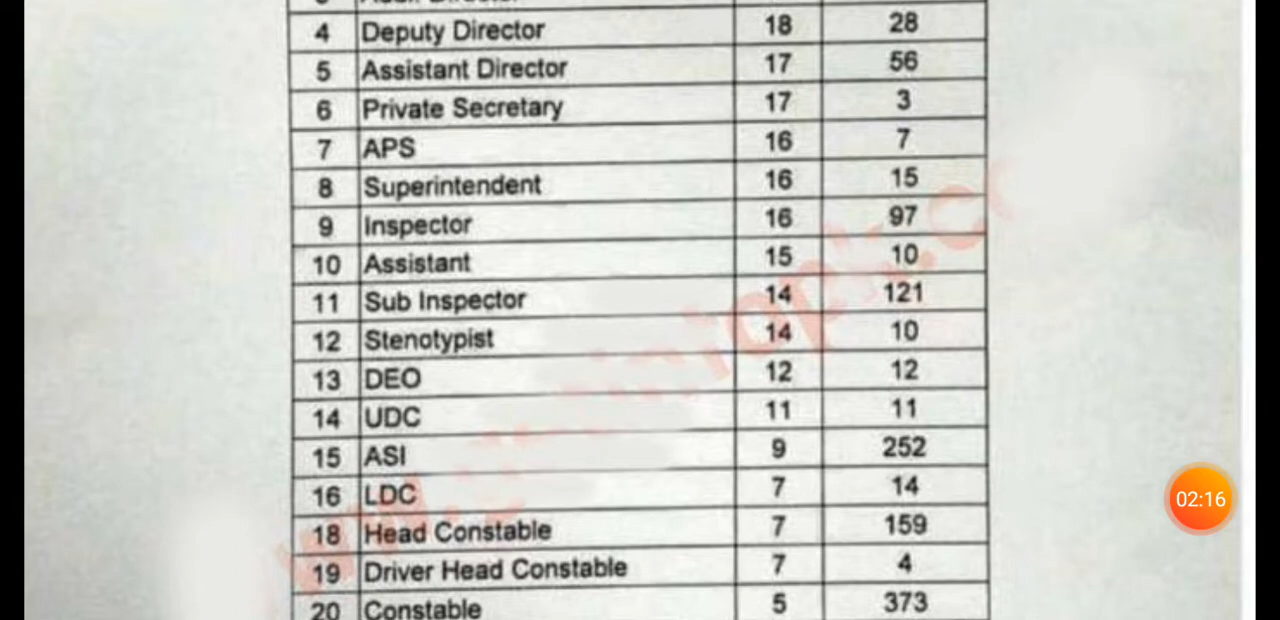 4 Deputy Director 18 28
5 Assistant Director 17 56
6 Private Secretary 17 3
7 APS 16 7
8 Superintendent 16 15
9 Inspector 16 97
10 Assistant 15 10
11 Sub Inspector 14 121
12 Stenotypist 14 10
13 DEO 12 12
14 UDC 11 11
15 ASI 9 252
16 LDC 7 14
18 Head Constable 7 159
19 Driver Head Constable 7 4
20 Constable 5 373
02:16